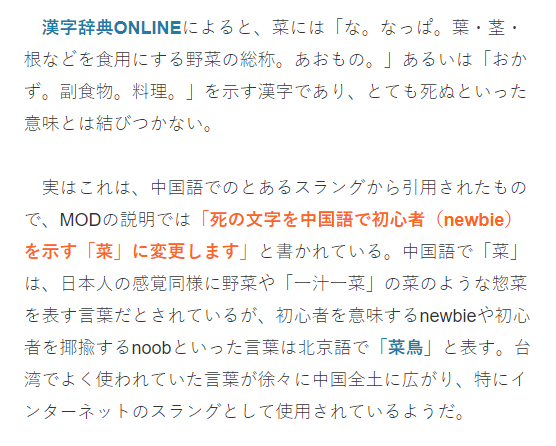 漢字辞典ONLINEによると、菜には「な。なっぱ。葉・茎・
根などを食用にする野菜の総称。あおもの。」あるいは「おか
ず。副食物。料理。」を示す漢字であり、とても死ぬといった
意味とは結びつかない。
実はこれは、中国語でのとあるスラングから引用されたもの
で、MODの説明では「死の文字を中国語で初心者（newbie）
を示す「菜」に変更します」と書かれている。中国語で「菜」
は、日本人の感覚同様に野菜や「一汁一菜」の菜のような惣菜
を表す言葉だとされているが、初心者を意味するnewbieや初心
者を揶揄するnoobといった言葉は北京語で「菜鳥」と表す。台
湾でよく使われていた言葉が徐々に中国全土に広がり、特にイ
ンターネットのスラングとして使用されているようだ。